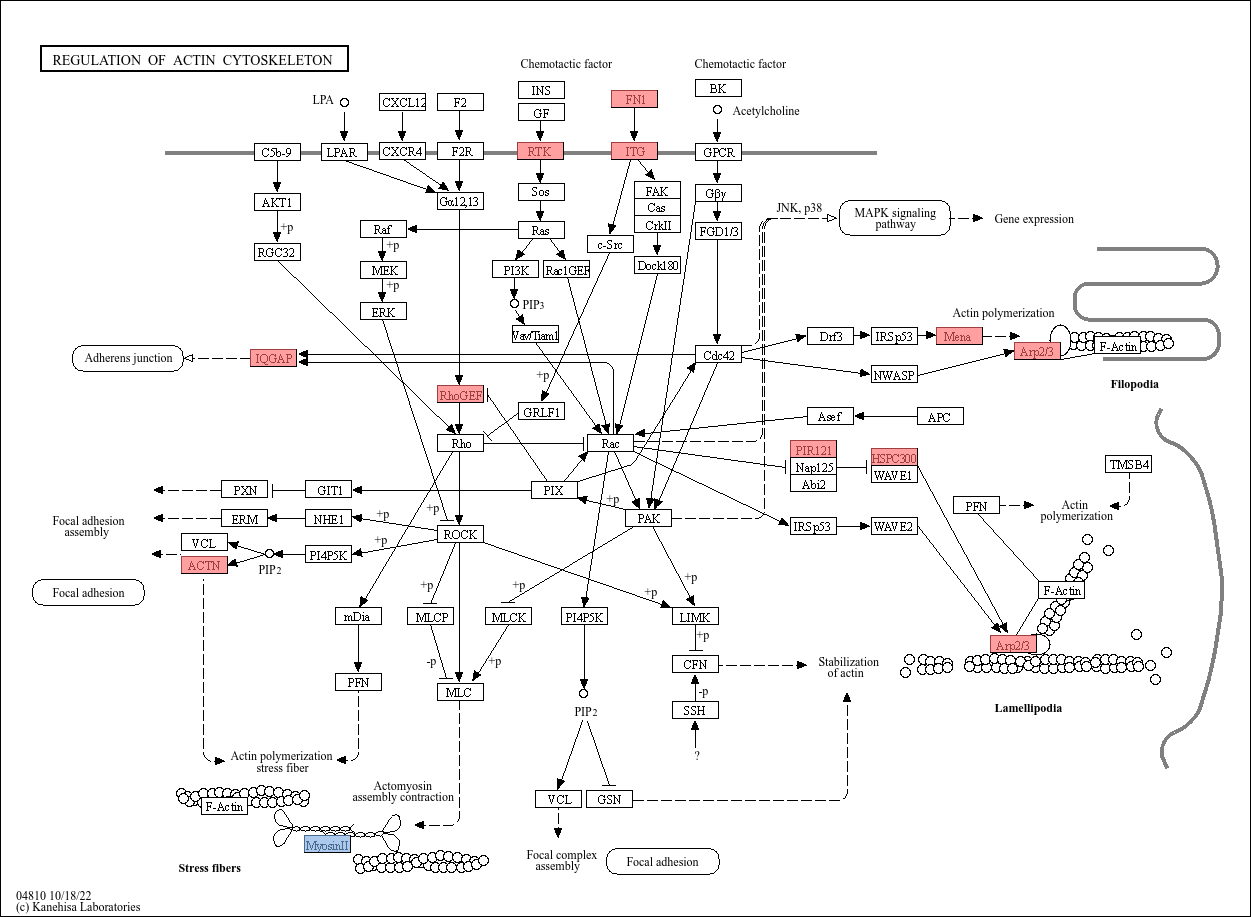 REGULATION OF ACTIN CYTOSKELETON
Chemotactic factor
Chemotactic factor
LPA
CXCL12
F2
INS
GF
FN1
BK
Acetylcholine
C5b-9
LPAR
CXCR4
F2R
RTK
ITG
GPCR
AKT1
Gα12,13
Sos
FAK
Cas
CrkII
Gβγ
JNK, p38
MAPK signaling
pathway
Gene expression
+p
Raf
Ras
c-Src
FGD1/3
RGC32
+p
MEK
PI3K
Rac1GEF
Dock180
+p
ERK
PIP3
Vav/Tiam1
Actin polymerization
Drf3
IRSp53
Mena
Arp2/3
F-Actin
Adherens junction
IQGAP
Cdc42
NWASP
Filopodia
+p
RhoGEF
GRLF1
Asef
APC
Rho
Rac
PIR121
Nap125
Abi2
HSPC300
WAVE1
TMSB4
PXN
GIT1
PIX
+p
PFN
Actin
polymerization
Focal adhesion
assembly
ERM
NHE1
+p
+p
ROCK
PAK
IRSp53
WAVE2
VCL
ACTN
PIP2
PI4P5K
+p
Focal adhesion
+p
+p
+p
+p
F-Actin
mDia
MLCP
MLCK
PI4P5K
LIMK
+p
Arp2/3
-p
+p
CFN
Stabilization
of actin
PFN
MLC
-p
SSH
Lamellipodia
PIP2
?
Actin polymerization
stress fiber
Actomyosin
assembly contraction
F-Actin
VCL
GSN
MyosinII
Stress fibers
Focal complex
assembly
Focal adhesion
04810 10/18/22
(c) Kanehisa Laboratories